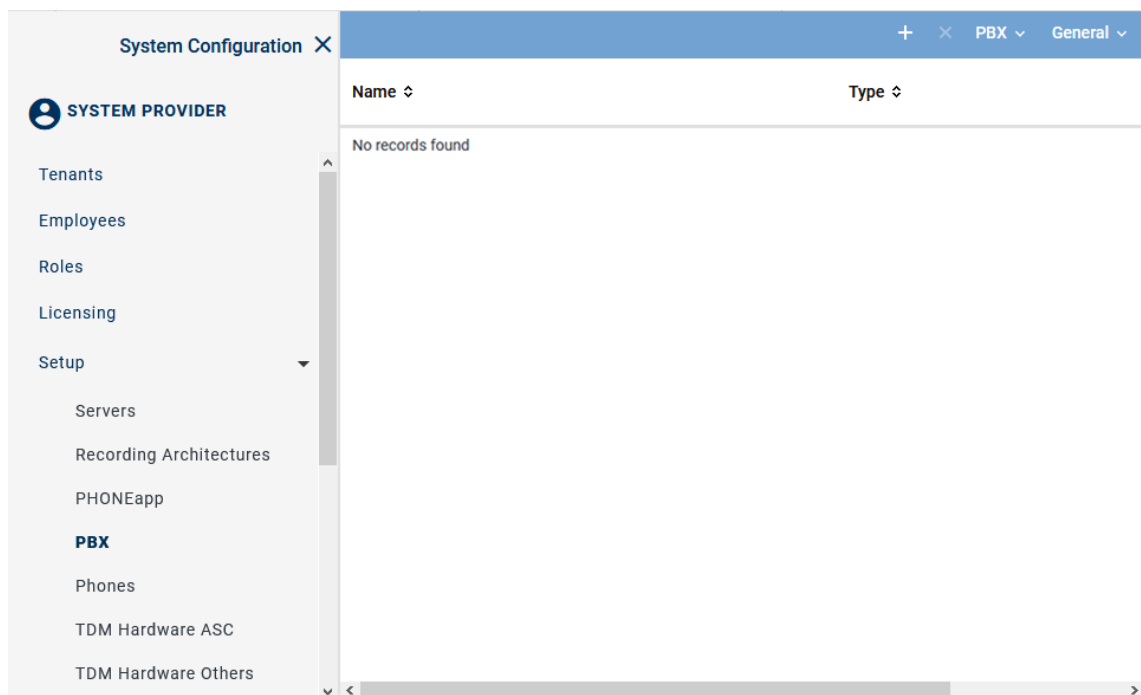 System Configuration
PBX General
SYSTEM PROVIDER
Name Type
No records found
Tenants
Employees
Roles
Licensing
Setup
Servers
Recording Architectures
PHONEapp
PBX
Phones
TDM Hardware ASC
TDM Hardware Others